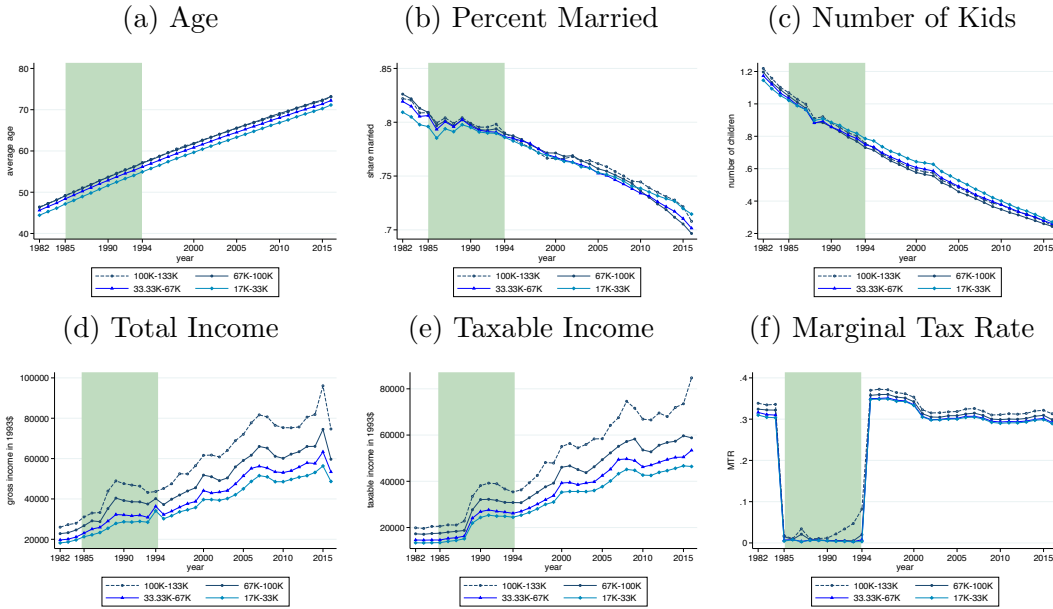 (a) Age
80
70
60
50
40
average age
1982 1985 1990 1994 2000 2005 2010 2015
year
100K-133K 67K-100K
33.33K-67K 17K-33K
(b) Percent Married
.85
.8
.75
.7
share married
1982 1985 1990 1994 2000 2005 2010 2015
year
100K-133K 67K-100K
33.33K-67K 17K-33K
(c) Number of Kids
1.2
1
.8
.6
.4
.2
number of children
1982 1985 1990 1994 2000 2005 2010 2015
year
100K-133K 67K-100K
33.33K-67K 17K-33K
(d) Total Income
100000
80000
60000
40000
20000
gross income in 1993$
1982 1985 1990 1994 2000 2005 2010 2015
year
100K-133K 67K-100K
33.33K-67K 17K-33K
(e) Taxable Income
100000
80000
60000
40000
20000
taxable income in 1993$
1982 1985 1990 1994 2000 2005 2010 2015
year
100K-133K 67K-100K
33.33K-67K 17K-33K
(f) Marginal Tax Rate
.4
.3
.2
.1
0
MTR
1982 1985 1990 1994 2000 2005 2010 2015
year
100K-133K 67K-100K
33.33K-67K 17K-33K